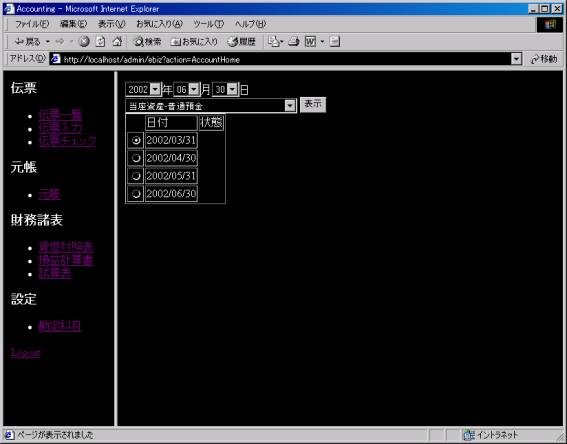 Accounting - Microsoft Internet Explorer
ファイル(F) 編集(E) 表示(V) お気に入り(A) ツール(T) ヘルプ(H)
戻る 検索 お気に入り 履歴
アドレス(D) http://localhost/admin/ebiz?action=AccountHome 移動
伝票
伝票一覧
伝票入力
伝票チェック
元帳
元帳
財務諸表
貸借対照表
損益計算書
試算表
設定
勘定科目
Logout
2002 年 06 月 30 日
当座資産-普通預金 表示
日付 状態
2002/03/31
2002/04/30
2002/05/31
2002/06/30
ページが表示されました イントラネット